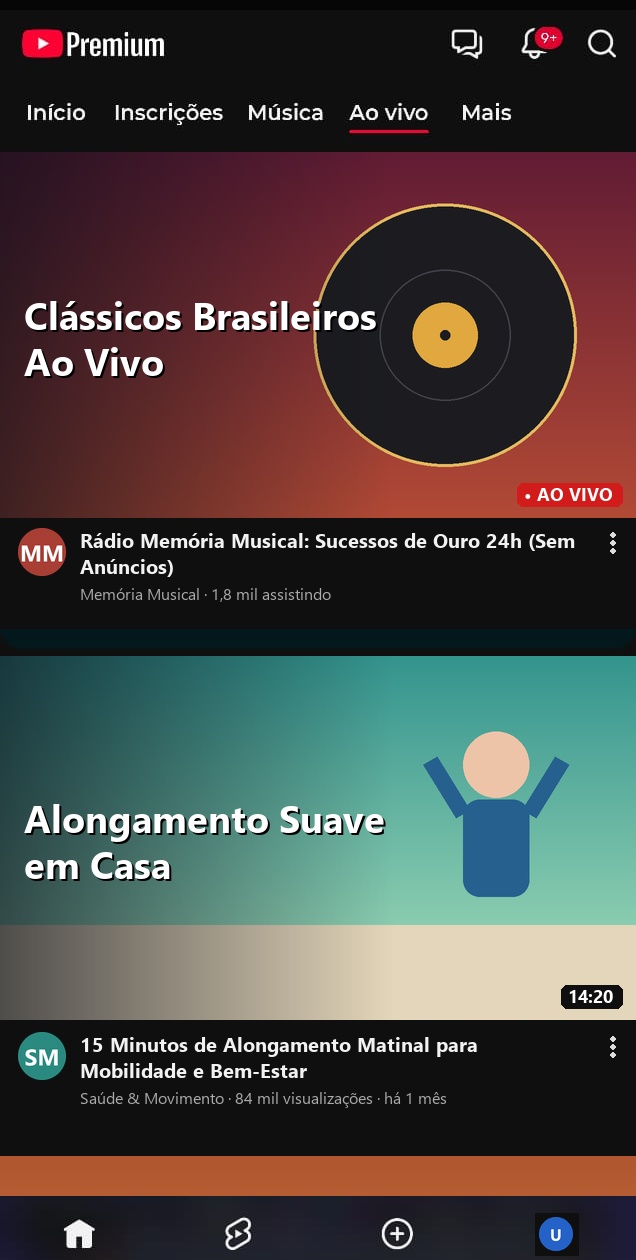 Premium
9+
Início Inscrições Música Ao vivo Mais
Clássicos Brasileiros
Ao Vivo
• AO VIVO
MM
Rádio Memória Musical: Sucessos de Ouro 24h (Sem
Anúncios)
Memória Musical · 1,8 mil assistindo
Alongamento Suave
em Casa
14:20
SM
15 Minutos de Alongamento Matinal para
Mobilidade e Bem-Estar
Saúde & Movimento · 84 mil visualizações · há 1 mês
U